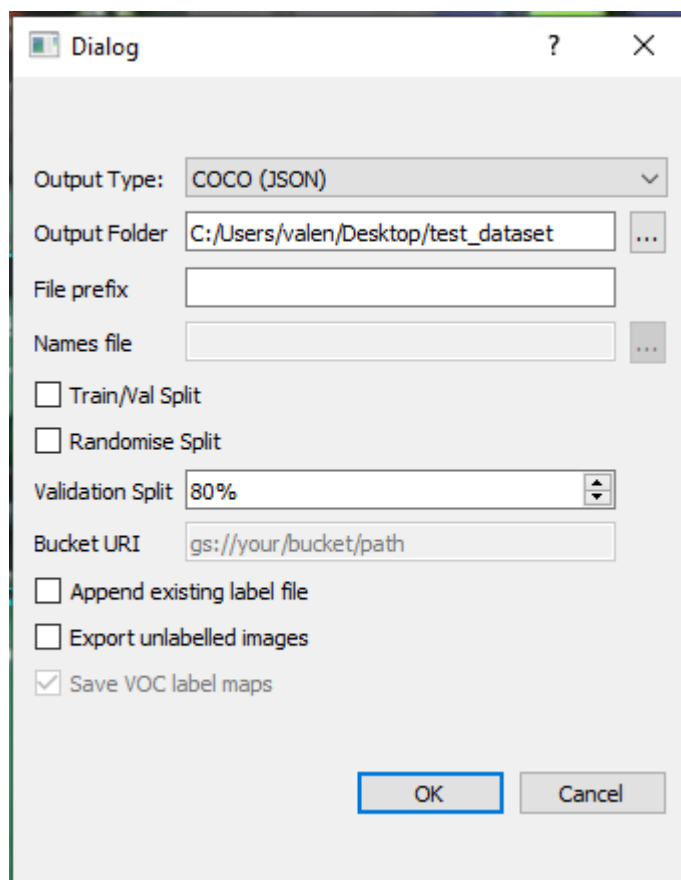 Dialog ?
Output Type: COCO (JSON)
Output Folder C:/Users/valen/Desktop/test_dataset ...
File prefix
Names file ...
Train/Val Split
Randomise Split
Validation Split 80%
Bucket URI gs://your/bucket/path
Append existing label file
Export unlabelled images
Save VOC label maps
OK Cancel